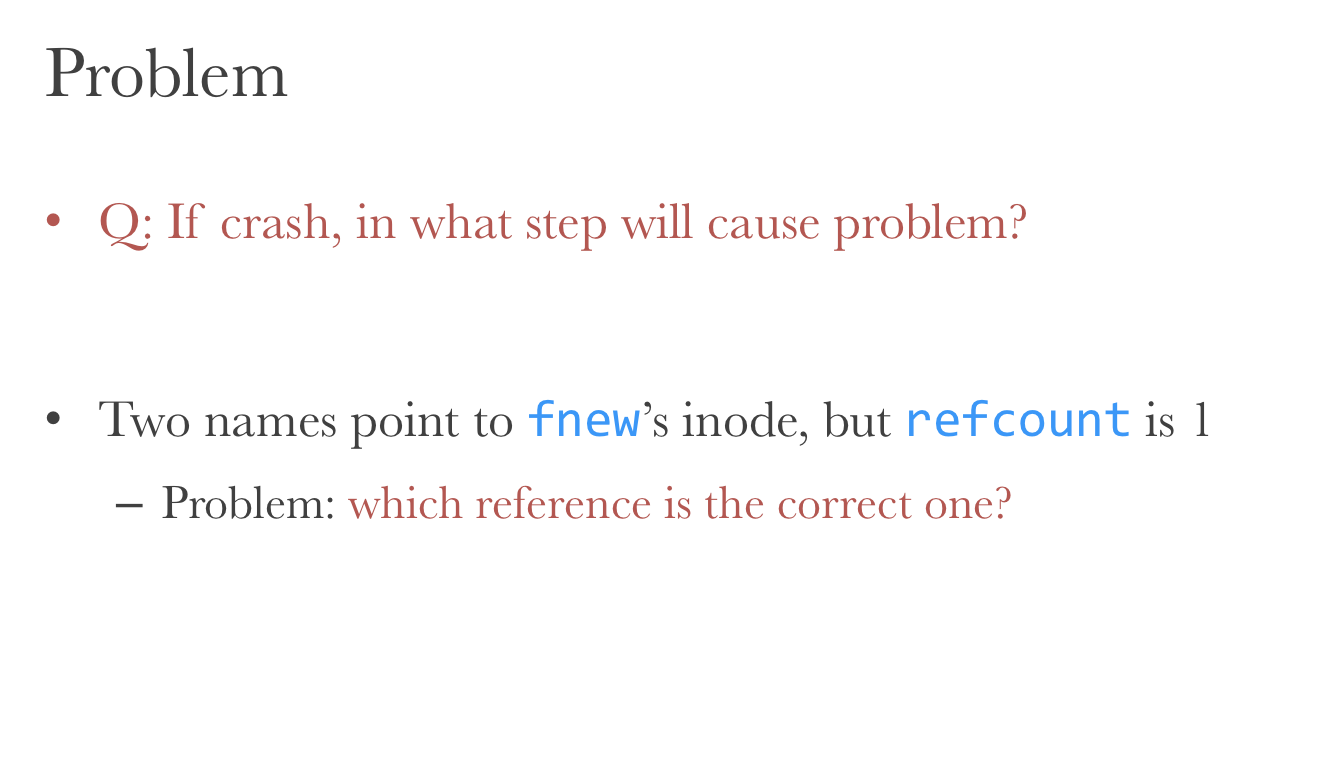 Problem
• Q: If crash, in what step will cause problem?
• Two names point to fnew’s inode, but refcount is 1
– Problem: which reference is the correct one?